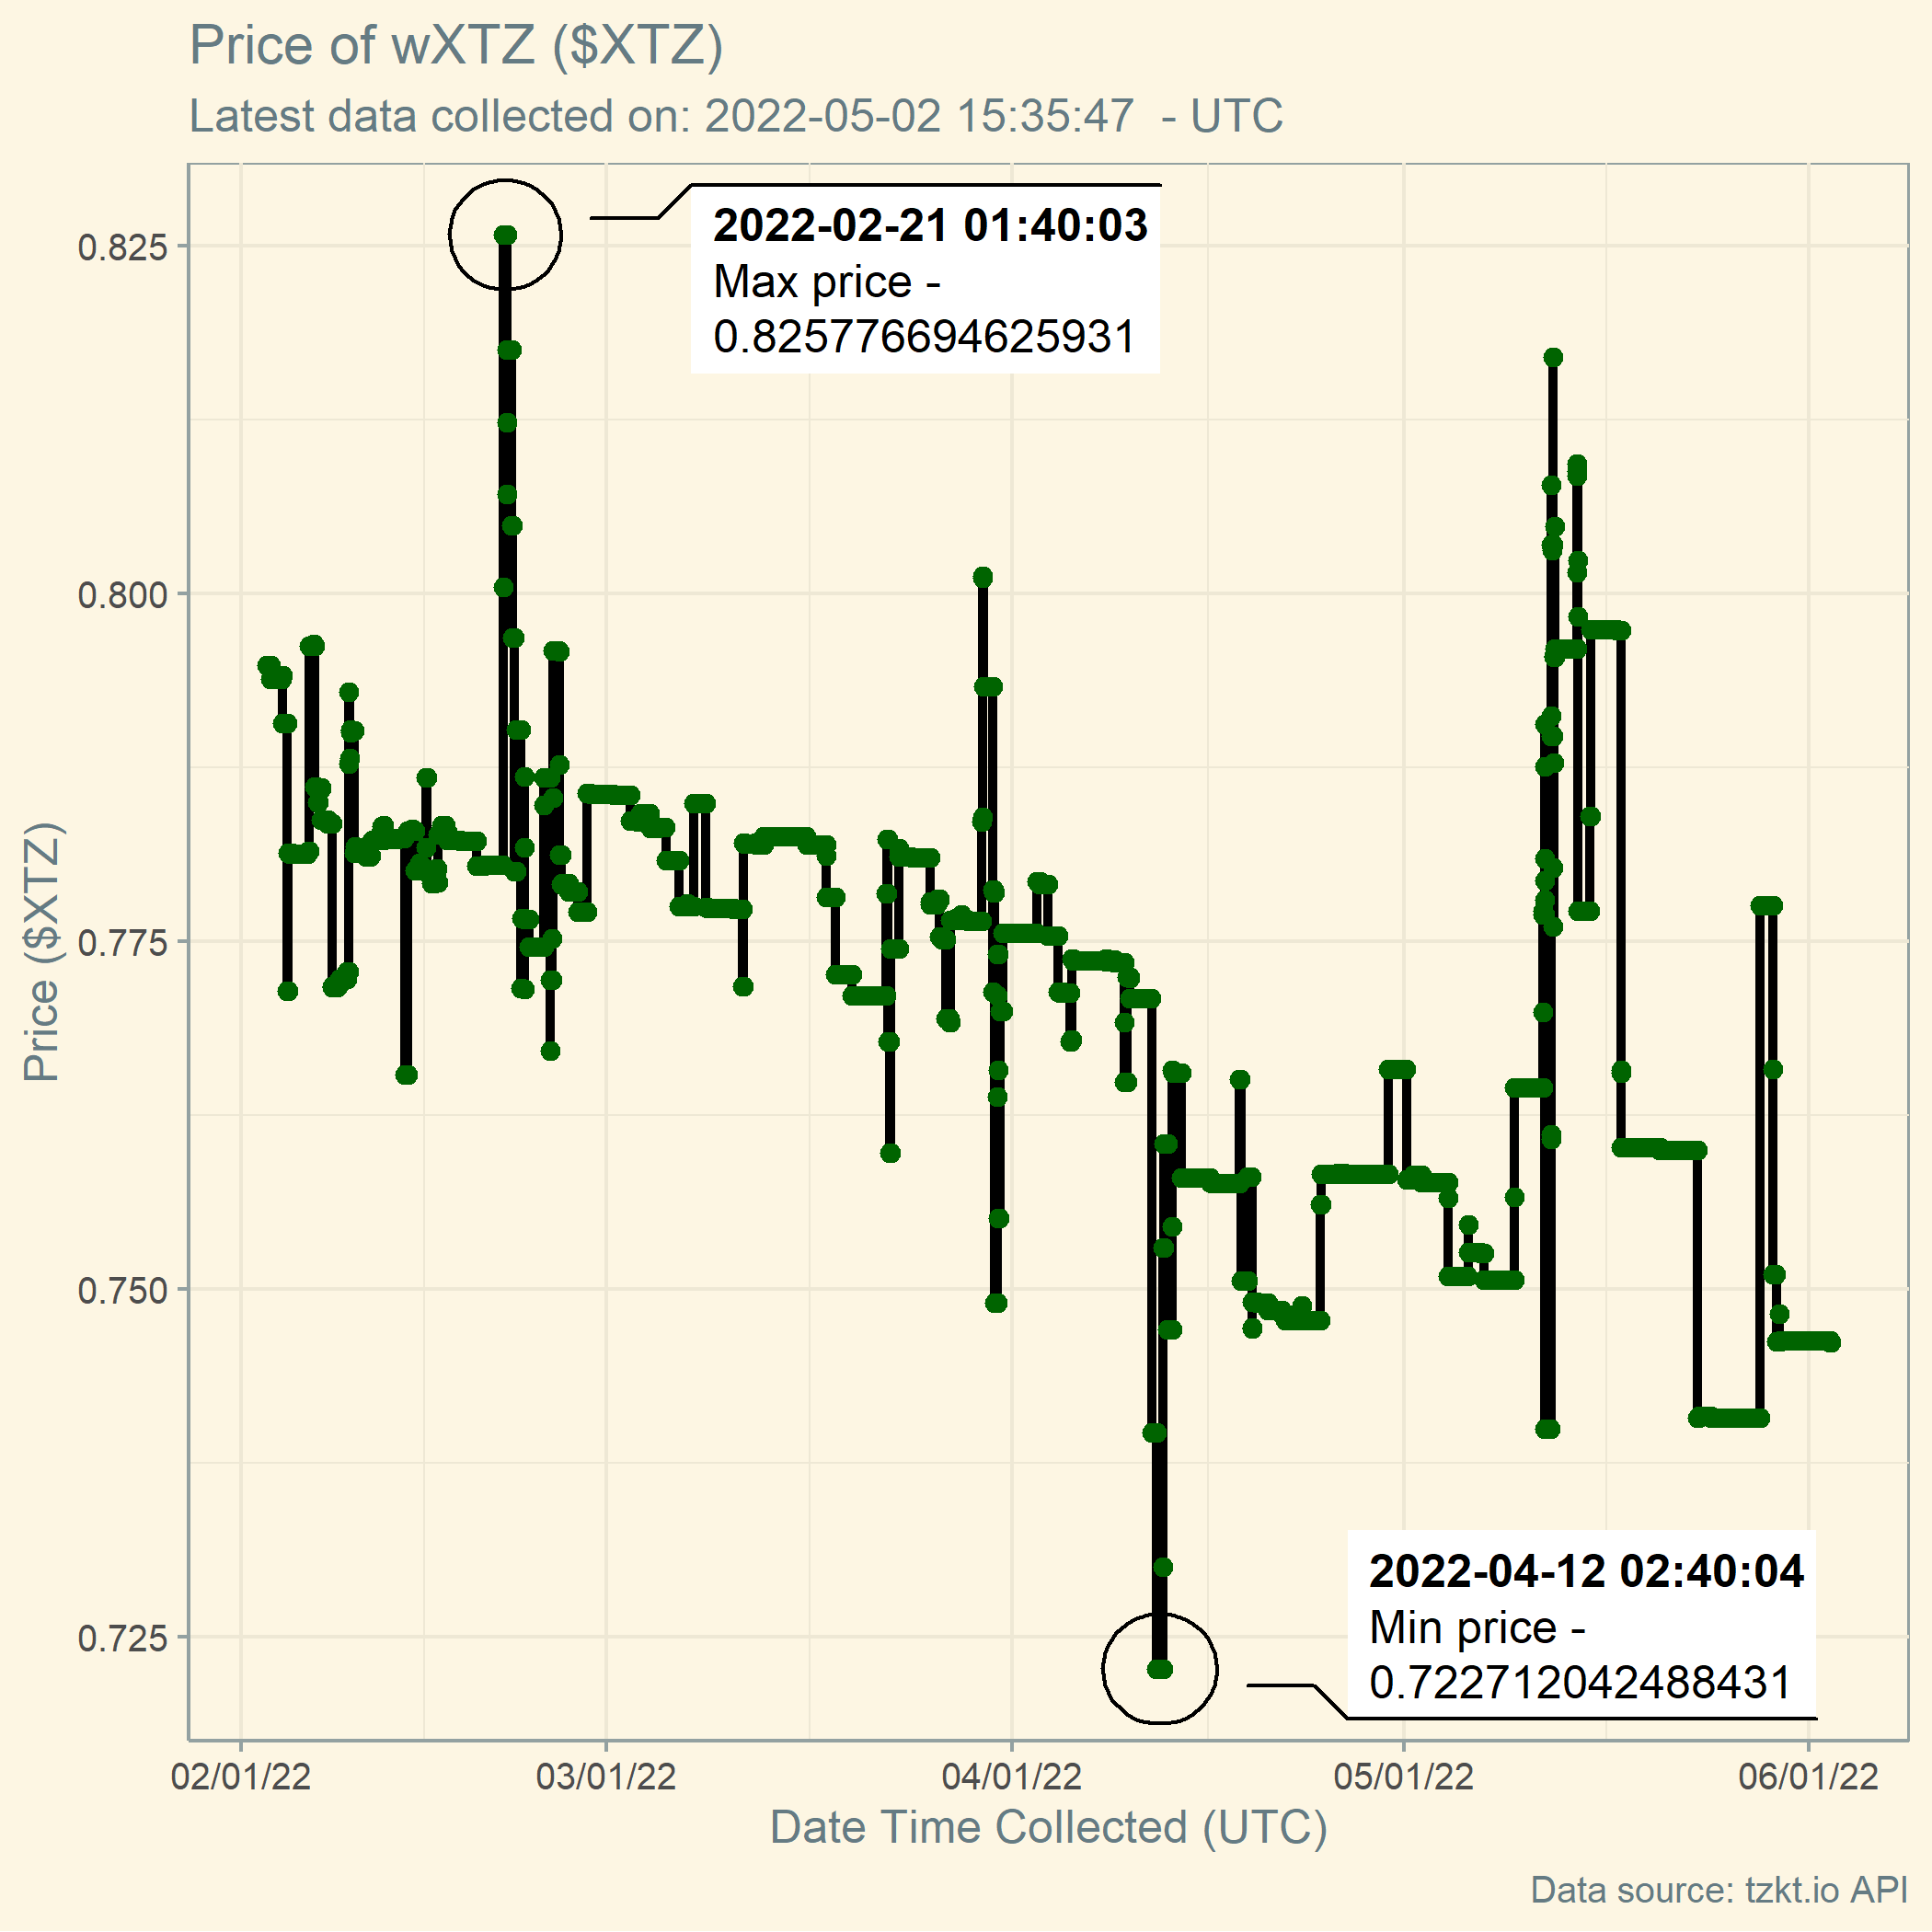 Price of wXTZ ($XTZ)
Latest data collected on: 2022-05-02 15:35:47  - UTC
2022-02-21 01:40:03
Max price -
0.825776694625931
0.825
0.800
0.775
0.750
0.725
Price ($XTZ)
2022-04-12 02:40:04
Min price -
0.722712042488431
02/01/22
03/01/22
04/01/22
05/01/22
06/01/22
Date Time Collected (UTC)
Data source: tzkt.io API